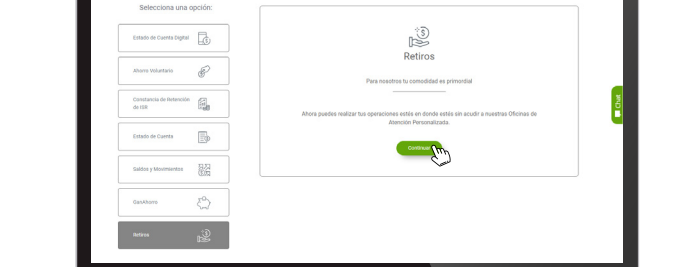 Selecciona una opción:
Estado de Cuenta Digital
Ahorro Voluntario
Constancia de Retención
de ISR
Estado de Cuenta
Saldos y Movimientos
GanAhorro
Retiros
Retiros
Para nosotros tu comodidad es primordial
Ahora puedes realizar tus operaciones estés en donde estés sin acudir a nuestras Oficinas de
Atención Personalizada.
Continuar
Chat